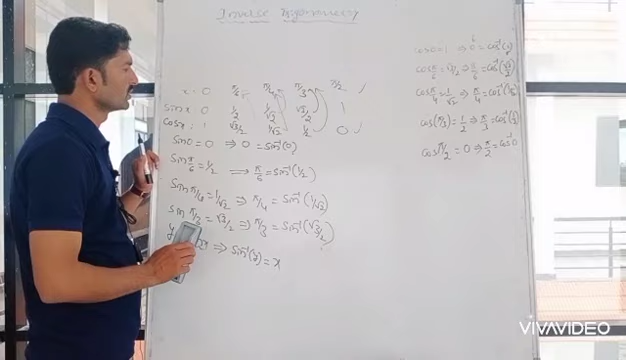 Inverse Trigonometry
x = 0 π/6 π/4 π/3 π/2
sin x 0 1/2 1/√2 √3/2 1
cos x = 1 √3/2 1/√2 1/2 0
sin 0 = 0 ⇒ 0 = sin⁻¹(0)
sin π/6 = 1/2 ⇒ π/6 = sin⁻¹(1/2)
sin π/4 = 1/√2 ⇒ π/4 = sin⁻¹(1/√2)
sin π/3 = √3/2 ⇒ π/3 = sin⁻¹(√3/2)
y ⇒ sin⁻¹(y) = x
cos 0 = 1 ⇒ 0 = cos⁻¹
cos π/6 = √3/2 ⇒ π/6 = cos⁻¹
cos π/4 = 1/√2 ⇒ π/4 = cos⁻¹(1/√2)
cos(π/3) = 1/2 ⇒ π/3 = cos⁻¹(1/2)
cos π/2 = 0 ⇒ π/2 = cos⁻¹ 0
VIVAVIDEO